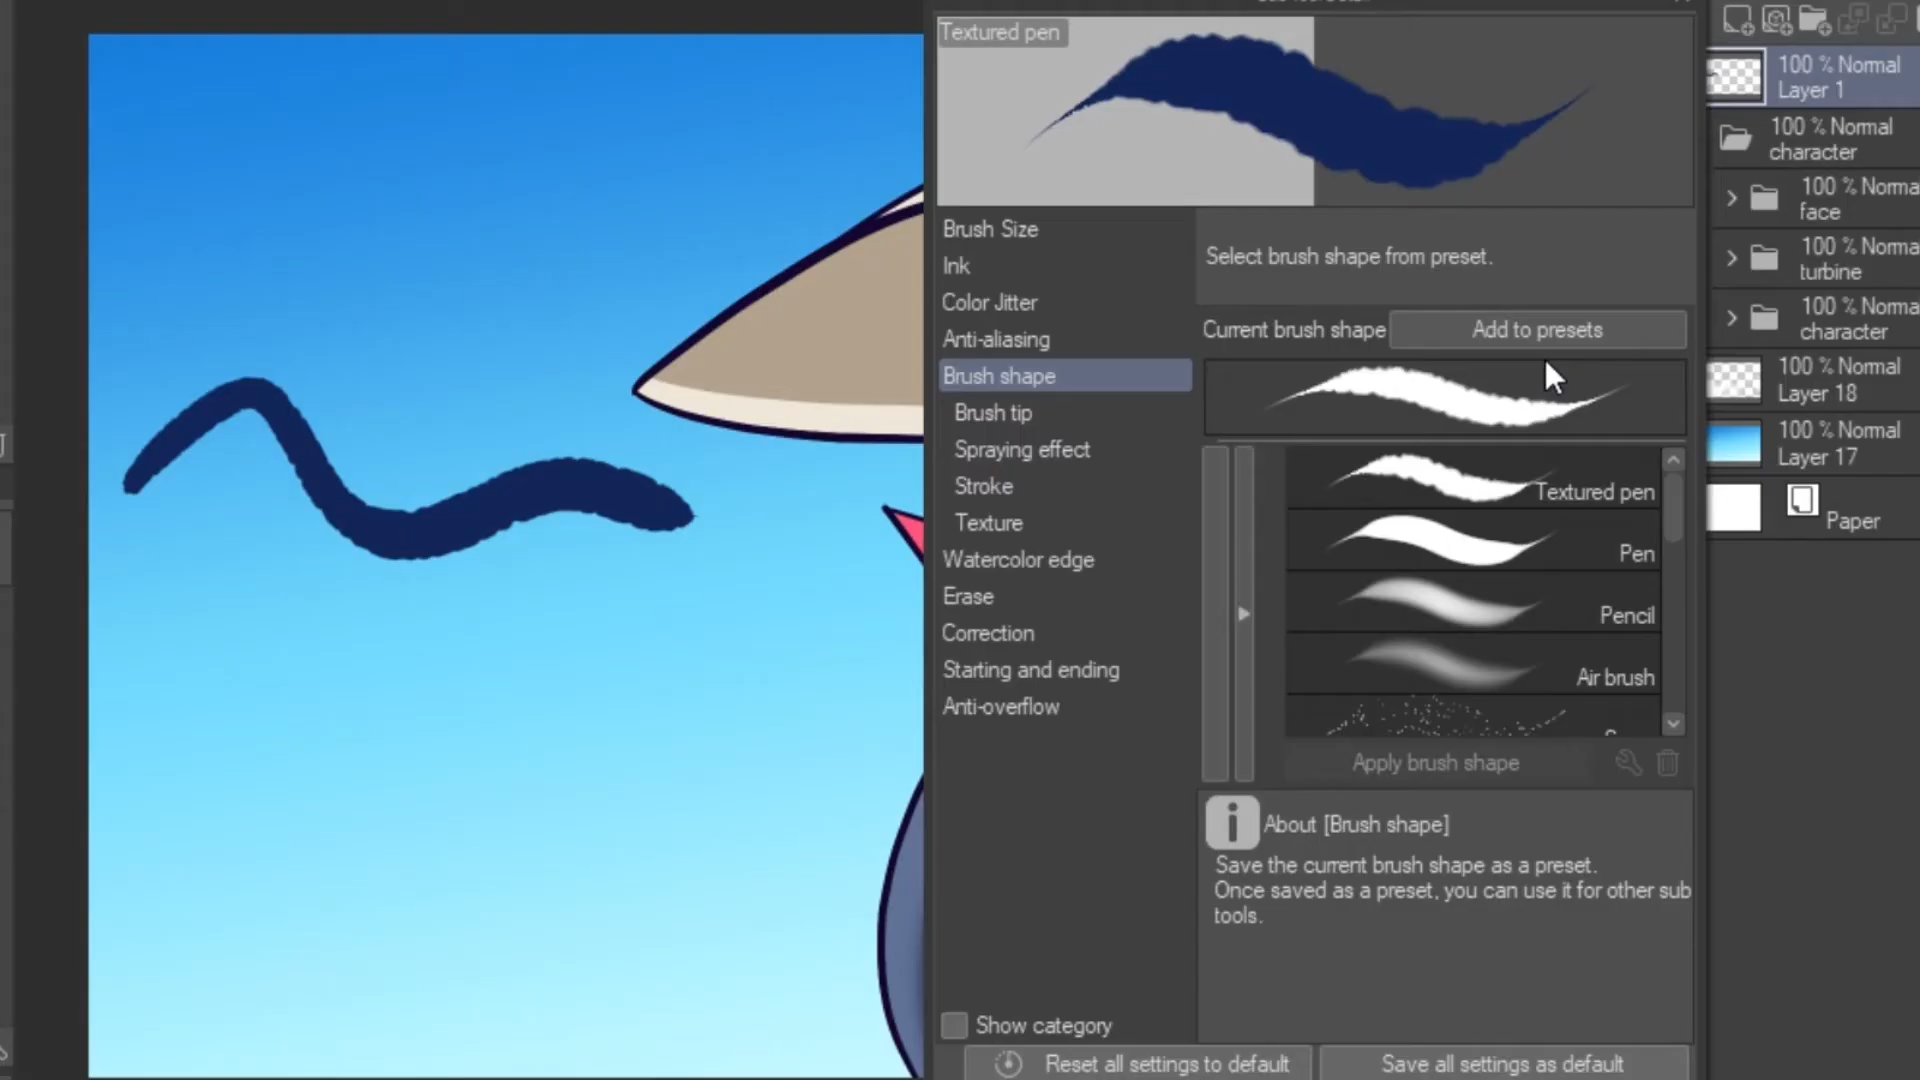 Textured pen
Brush Size
Ink
Color Jitter
Anti-aliasing
Brush shape
Brush tip
Spraying effect
Stroke
Texture
Watercolor edge
Erase
Correction
Starting and ending
Anti-overflow
Show category
Select brush shape from preset.
Current brush shape
Add to presets
Textured pen
Pen
Pencil
Air brush
Apply brush shape
About [Brush shape]
Save the current brush shape as a preset.
Once saved as a preset, you can use it for other sub
tools.
Reset all settings to default
Save all settings as default
100 % Normal
Layer 1
100 % Normal
character
100 % Norma
face
100 % Norma
turbine
100 % Norma
character
100 % Normal
Layer 18
100 % Normal
Layer 17
Paper